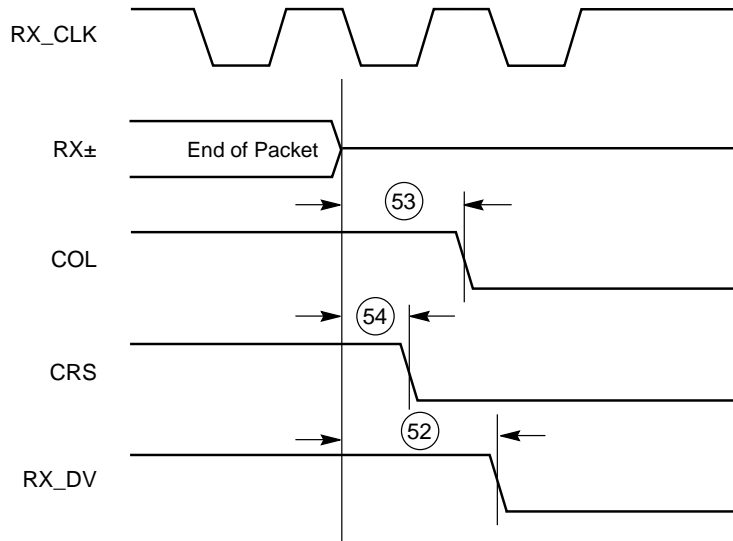 RX_CLK
RX± End of Packet
53
COL
54
CRS
52
RX_DV